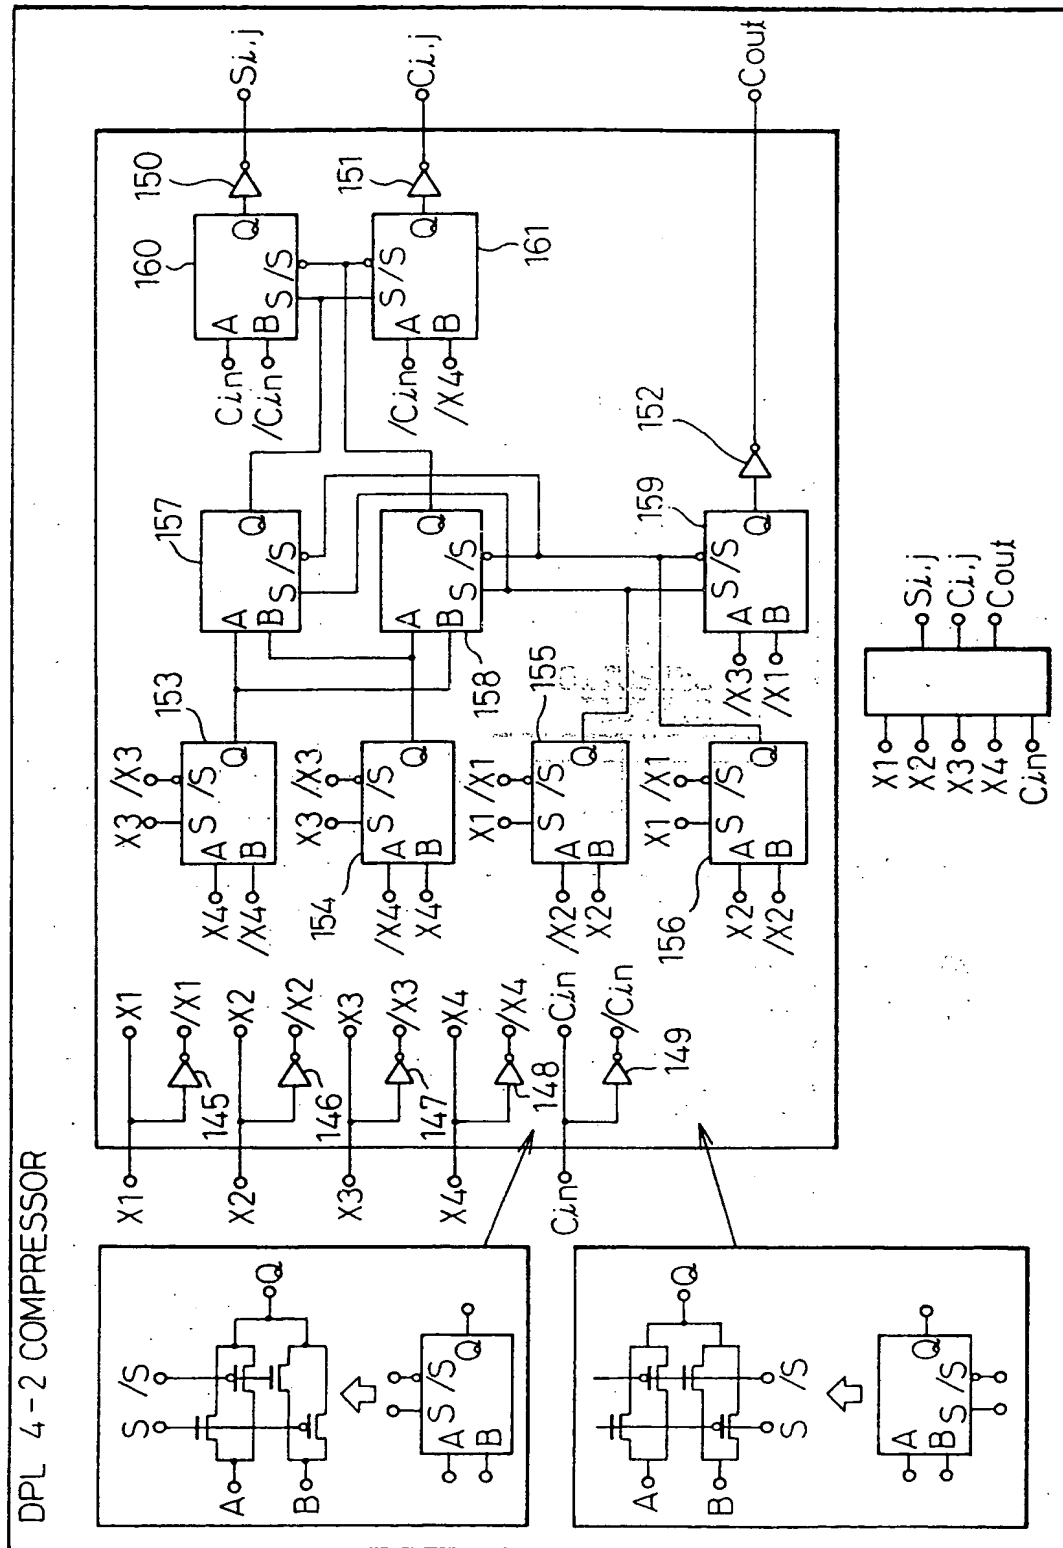 DPL 4-2 COMPRESSOR
S /S
A
B
Q
A
B
S /S
Q
A
B
S /S
Q
A
B
S /S
Q
X1
X2
X3
X4
Cin
X1
/X1
X2
/X2
X3
/X3
X4
/X4
Cin
/Cin
145
146
147
148
149
X3 /X3
153
X4
/X4
A
B
S /S
Q
X3 /X3
154
/X4
X4
A
B
S /S
Q
X1 /X1
155
/X2
X2
A
B
S /S
Q
X1 /X1
156
X2
/X2
A
B
S /S
Q
157
A
B
S /S
Q
158
A
B
S /S
Q
159
/X3
/X1
A
B
S /S
Q
160
Cin
/Cin
A
B
S /S
Q
161
/Cin
/X4
A
B
S /S
Q
150
151
152
Si.j
Ci.j
Cout
X1
X2
X3
X4
Cin
Si.j
Ci.j
Cout